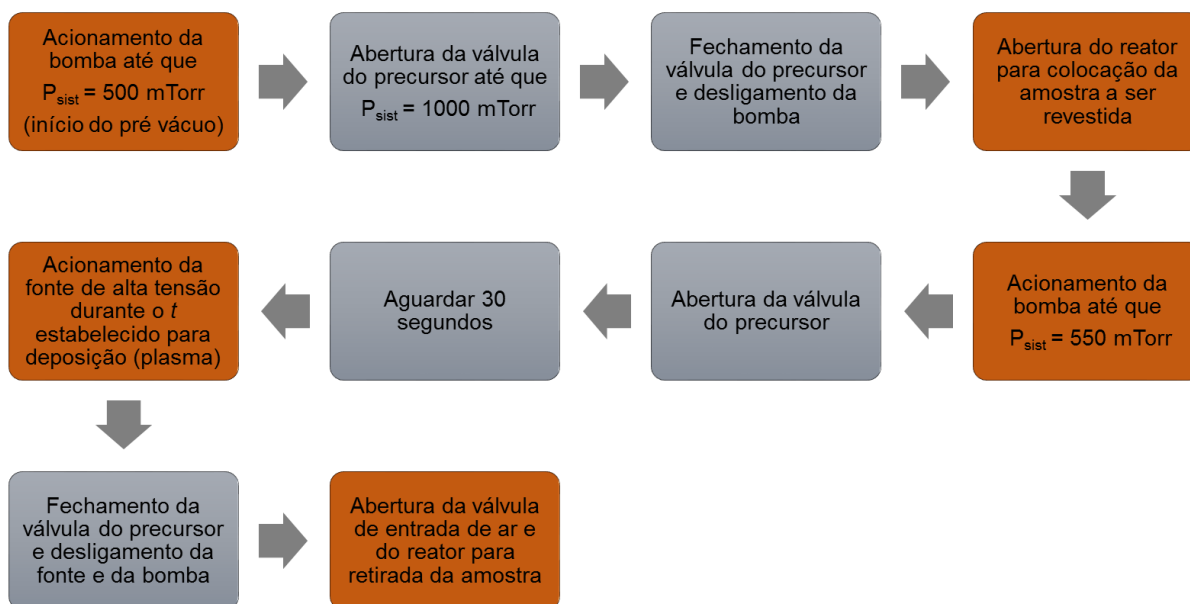 Acionamento da
bomba até que
Psist = 500 mTorr
(início do pré vácuo)
Abertura da válvula
do precursor até que
Psist = 1000 mTorr
Fechamento da
válvula do precursor
e desligamento da
bomba
Abertura do reator
para colocação da
amostra a ser
revestida
Acionamento da
bomba até que
Psist = 550 mTorr
Abertura da válvula
do precursor
Aguardar 30
segundos
Acionamento da
fonte de alta tensão
durante o t
estabelecido para
deposição (plasma)
Fechamento da
válvula do precursor
e desligamento da
fonte e da bomba
Abertura da válvula
de entrada de ar e
do reator para
retirada da amostra